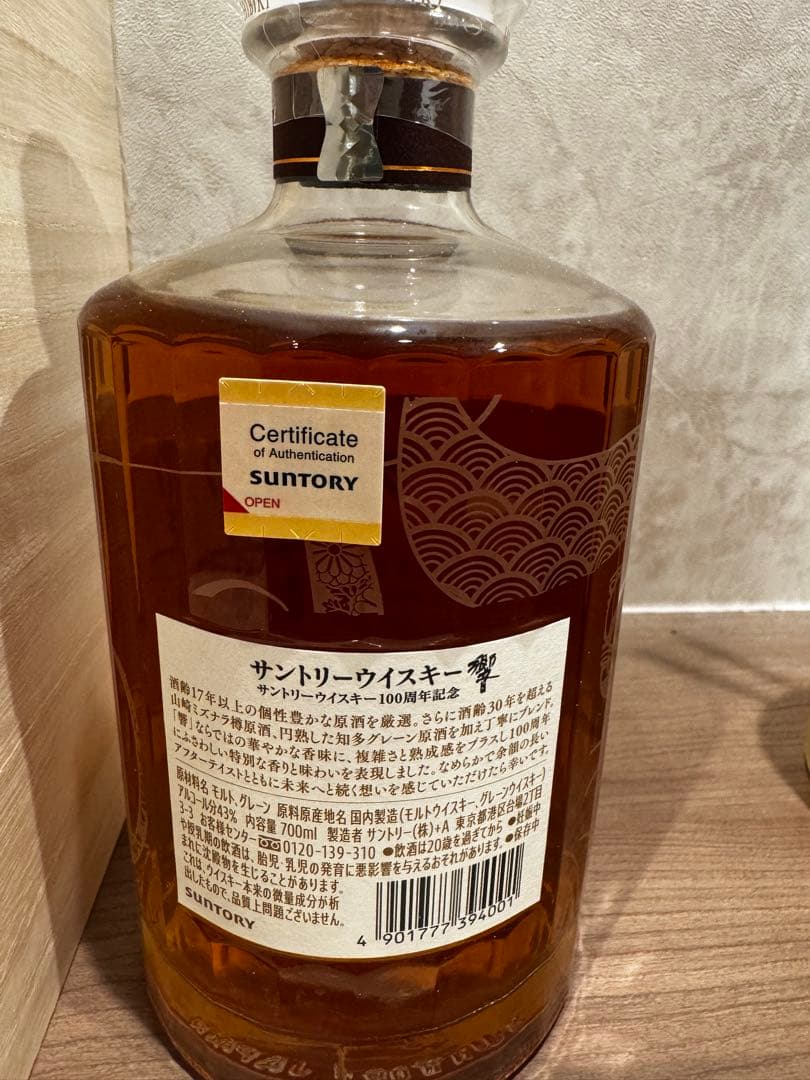 Certificate
of Authentication
SUNTORY
OPEN
サントリーウイスキー 響
サントリーウイスキー100周年記念
酒齢17年以上の個性豊かな原酒を厳選。さらに酒齢30年を超える
山崎ミズナラ樽原酒、円熟した知多グレーン原酒を加え丁寧にブレンド。
「響」ならではの華やかな香味に、複雑さと熟成感をプラスし100周年
にふさわしい特別な香りと味わいを表現しました。なめらかで余韻の長い
アフターテイストとともに未来へと続く想いを感じていただけたら幸いです。
原材料名 モルト、グレーン 原料原産地名 国内製造(モルトウイスキー、グレーンウイスキー)
アルコール分43% 内容量700ml 製造者 サントリー(株)+A 東京都港区台場2丁目
3-3 お客様センター 0120-139-310 ●飲酒は20歳を過ぎてから ●妊娠中
や授乳期の飲酒は、胎児・乳児の発育に悪影響を与えるおそれがあります。 ●保存中
まれに沈殿物を生じることがあります。
これは、ウイスキー本来の微量成分が析
出したもので、品質上問題ございません。
SUNTORY
4 901777 394001